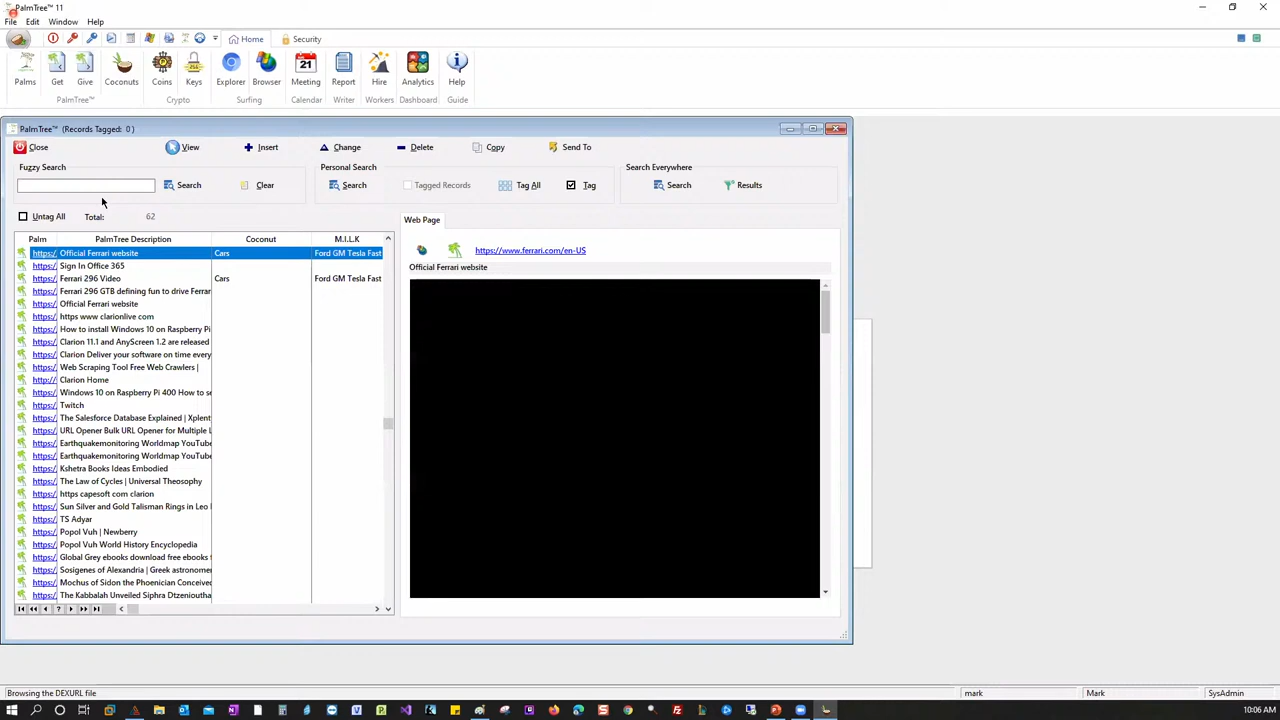 PalmTree™ 11
File Edit Window Help
Home Security
Palms Get Give Coconuts Coins Keys Explorer Browser Meeting Report Hire Analytics Help
PalmTree™ Crypto Surfing Calendar Writer Workers Dashboard Guide
PalmTree™ (Records Tagged: 0 )
Close View Insert Change Delete Copy Send To
Fuzzy Search Personal Search Search Everywhere
Search Clear Search Tagged Records Tag All Tag Search Results
Untag All Total: 62
Web Page
Palm PalmTree Description Coconut M.I.L.K
https://www.ferrari.com/en-US
Official Ferrari website
https:/ Official Ferrari website Cars Ford GM Tesla Fast
https:/ Sign In Office 365
https:/ Ferrari 296 Video Cars Ford GM Tesla Fast
https:/ Ferrari 296 GTB defining fun to drive Ferrar
https:/ Official Ferrari website
https:/ https www clarionlive com
https:/ How to install Windows 10 on Raspberry Pi
https:/ Clarion 11.1 and AnyScreen 1.2 are released
https:/ Clarion Deliver your software on time every
https:/ Web Scraping Tool Free Web Crawlers |
http:// Clarion Home
https:/ Windows 10 on Raspberry Pi 400 How to se
https:/ Twitch
https:/ The Salesforce Database Explained | Xplent
https:/ URL Opener Bulk URL Opener for Multiple L
https:/ Earthquakemonitoring Worldmap YouTube
https:/ Earthquakemonitoring Worldmap YouTube
https:/ Kshetra Books Ideas Embodied
https:/ The Law of Cycles | Universal Theosophy
https:/ https capesoft com clarion
https:/ Sun Silver and Gold Talisman Rings in Leo I
https:/ TS Adyar
https:/ Popol Vuh | Newberry
https:/ Popol Vuh World History Encyclopedia
https:/ Global Grey ebooks download free ebooks f
https:/ Sosigenes of Alexandria | Greek astronome
https:/ Mochus of Sidon the Phoenician Conceived
https:/ The Kabbalah Unveiled Siphra Dtzenioutha
Browsing the DEXURL file mark Mark SysAdmin
10:06 AM